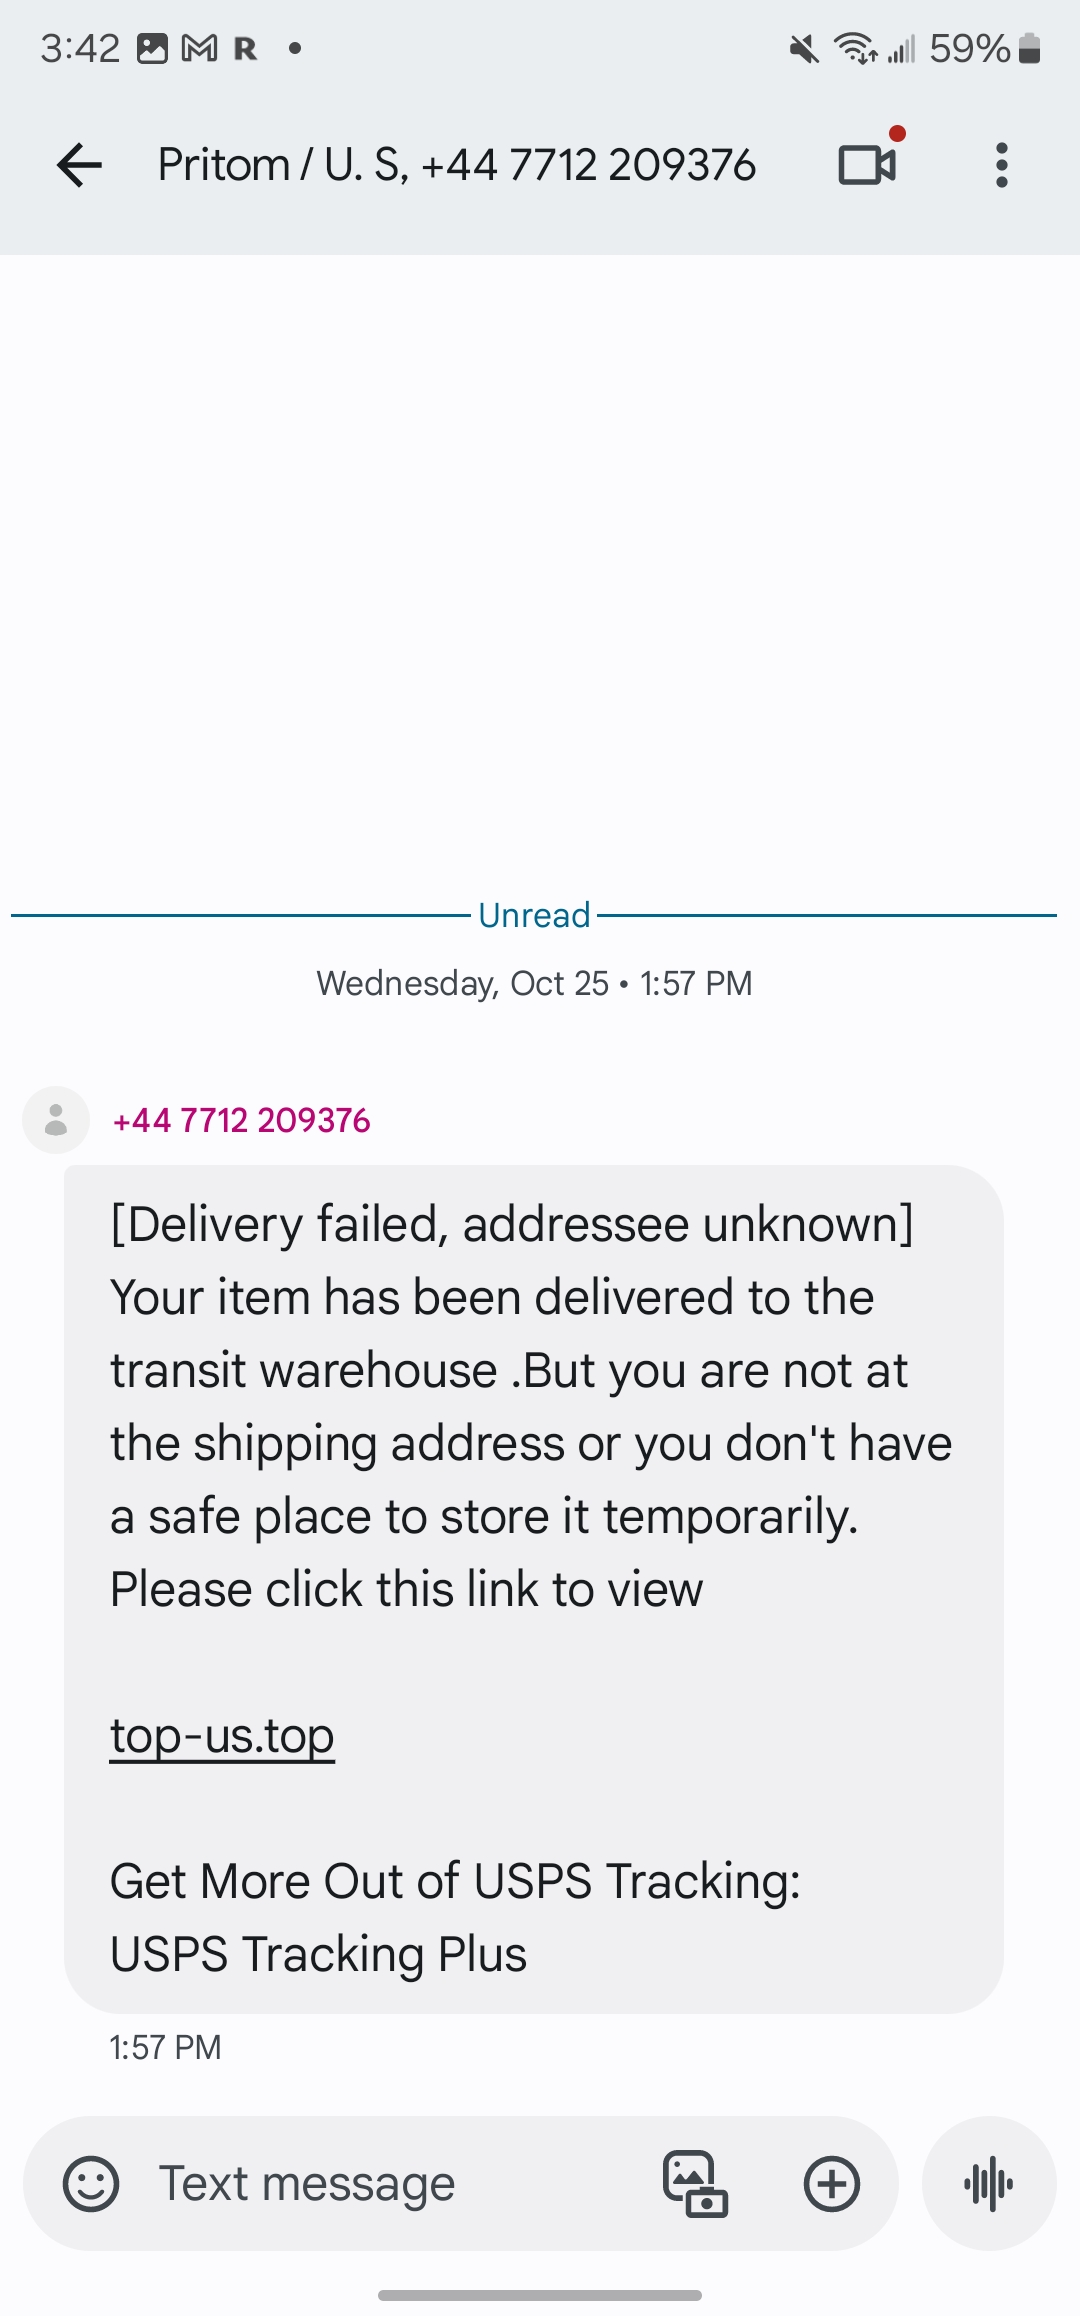 3:42 R 59%
Pritom / U. S, +44 7712 209376
Unread
Wednesday, Oct 25 • 1:57 PM
+44 7712 209376
[Delivery failed, addressee unknown]
Your item has been delivered to the
transit warehouse .But you are not at
the shipping address or you don't have
a safe place to store it temporarily.
Please click this link to view
top-us.top
Get More Out of USPS Tracking:
USPS Tracking Plus
1:57 PM
Text message